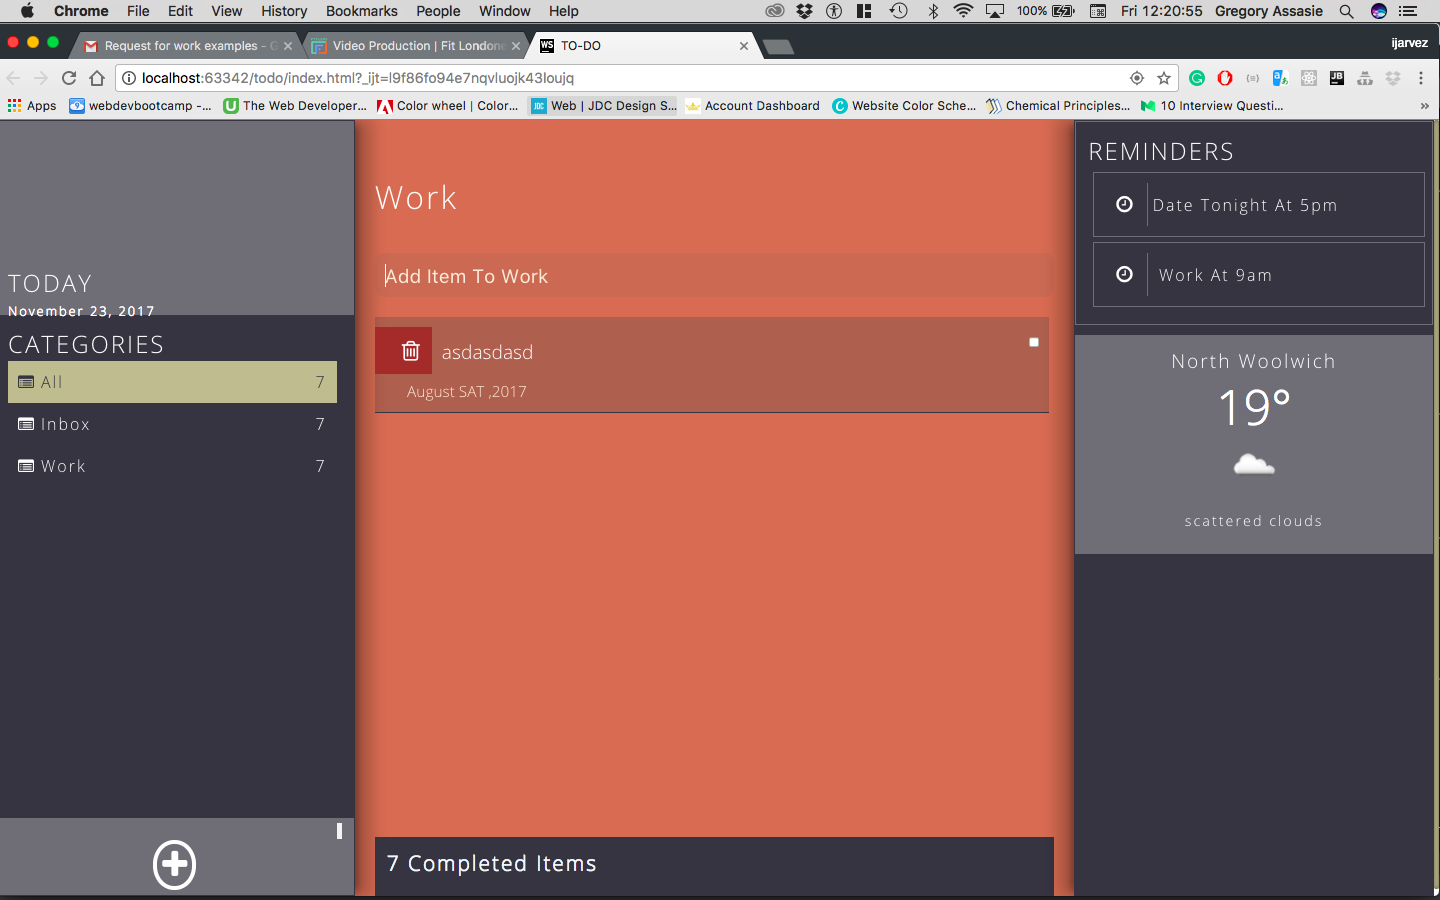 Chrome File Edit View History Bookmarks People Window Help 100% Fri 12:20:55 Gregory Assasie
Request for work examples - G Video Production | Fit Londone WS TO-DO ijarvez
localhost:63342/todo/index.html?_ijt=l9f86fo94e7nqvluojk43loujq
Apps webdevbootcamp -... The Web Developer... Color wheel | Color... JDC Web | JDC Design S... Account Dashboard Website Color Sche... Chemical Principles... 10 Interview Questi... »
TODAY
November 23, 2017
CATEGORIES
All 7
Inbox 7
Work 7
Work
Add Item To Work
asdasdasd
August SAT ,2017
7 Completed Items
REMINDERS
Date Tonight At 5pm
Work At 9am
North Woolwich
19°
scattered clouds